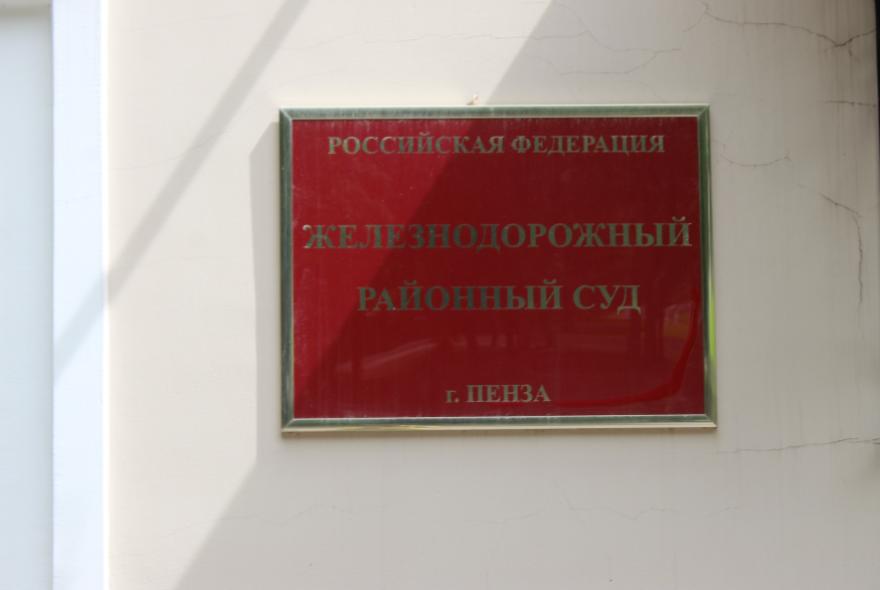 РОССИЙСКАЯ ФЕДЕРАЦИЯ
ЖЕЛЕЗНОДОРОЖНЫЙ
РАЙОННЫЙ СУД
г. ПЕНЗА